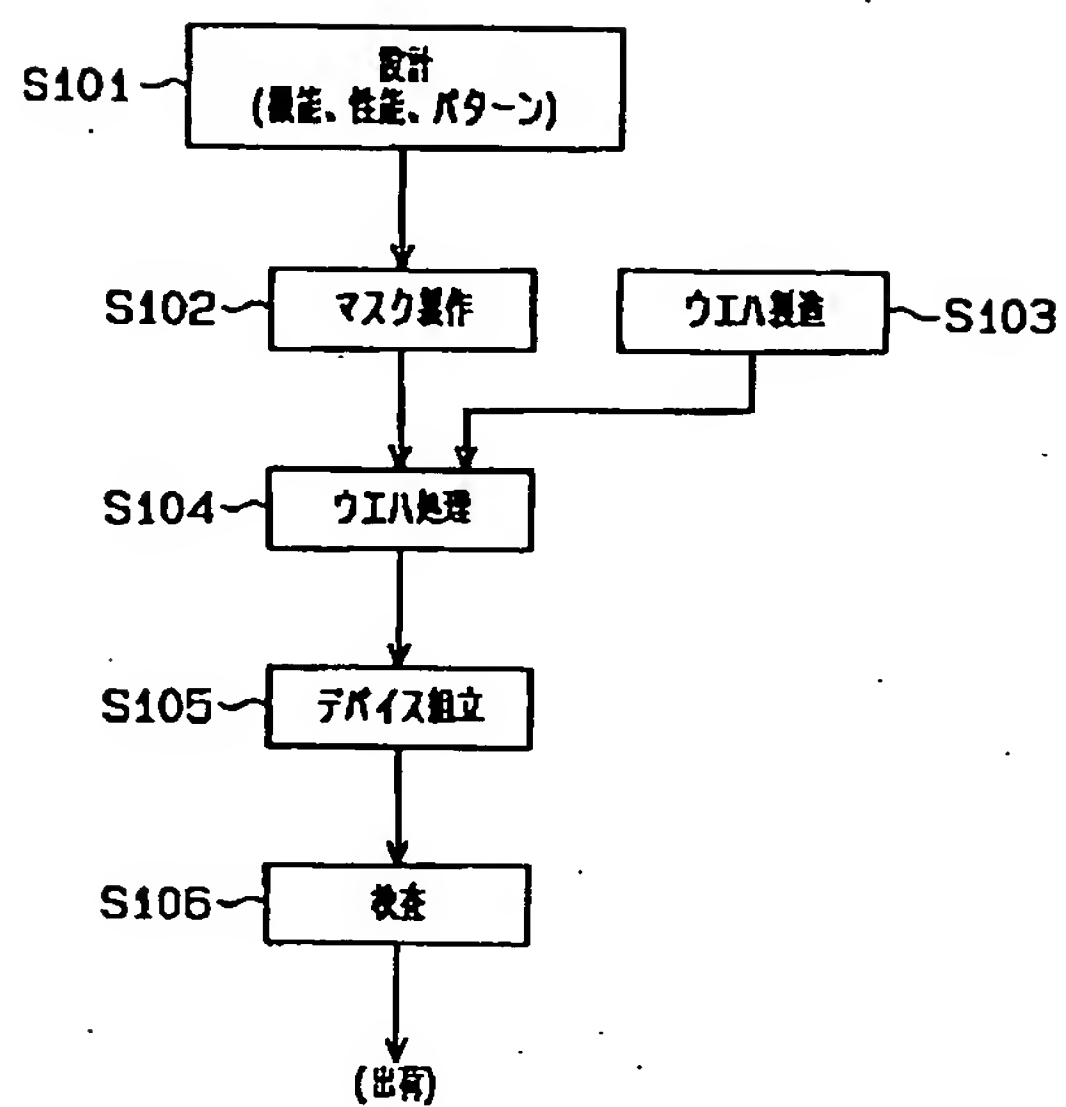 S101
設計
(機能、性能、パターン)
S102
マスク製作
ウエハ製造
S103
S104
ウエハ処理
S105
デバイス組立
S106
検査
(出荷)